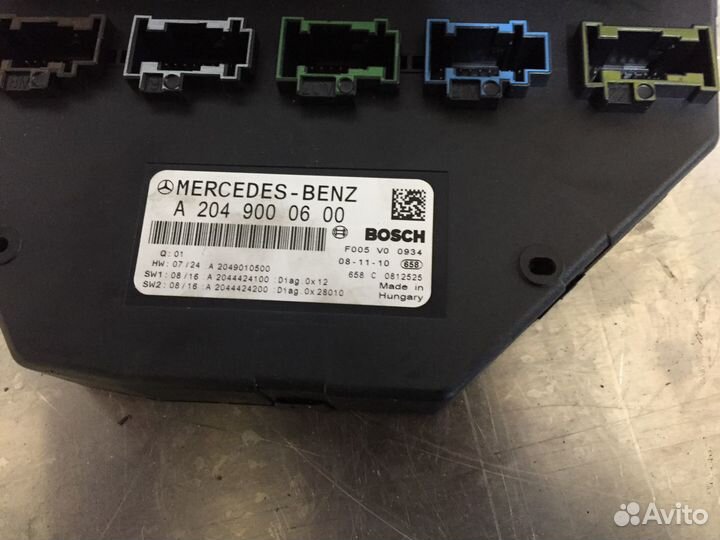 MERCEDES-BENZ
A 204 900 06 00
BOSCH
Q: 01
F005 V0 0934
HW: 07/24 :A 2049010500
08-11-10 658
SW1:08/16 :A 2044424100 :Diag.0x12
658 C 0812525
SW2:08/16 :A 2044424200 :Diag.0x28010
Made in
Hungary
Avito